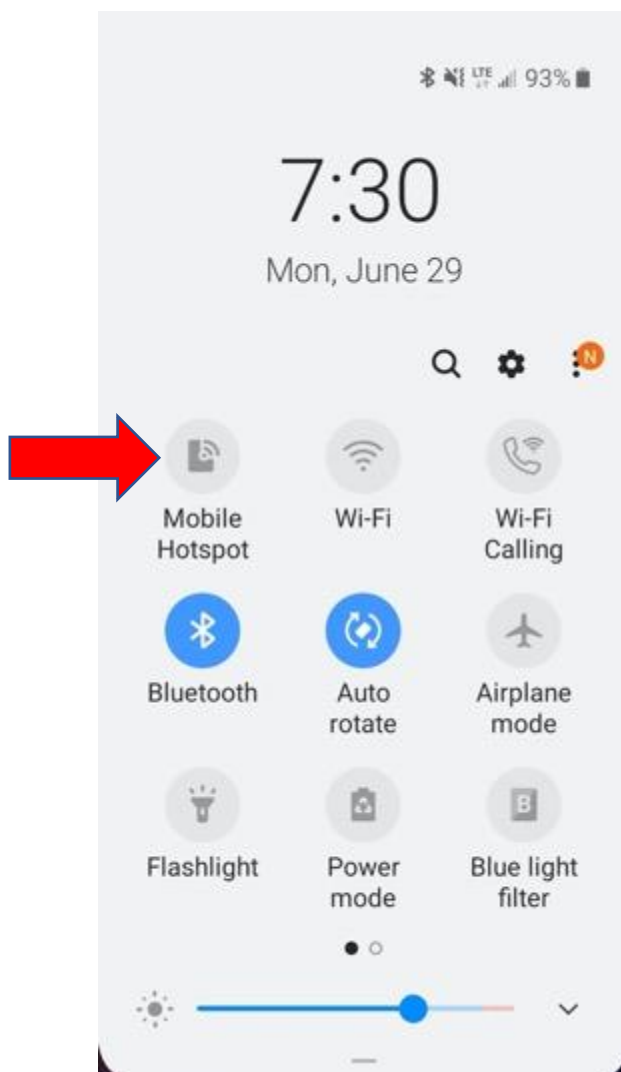 LTE 93%
7:30
Mon, June 29
N
Mobile Wi-Fi Wi-Fi
Hotspot Calling
Bluetooth Auto Airplane
rotate mode
B
Flashlight Power Blue light
mode filter